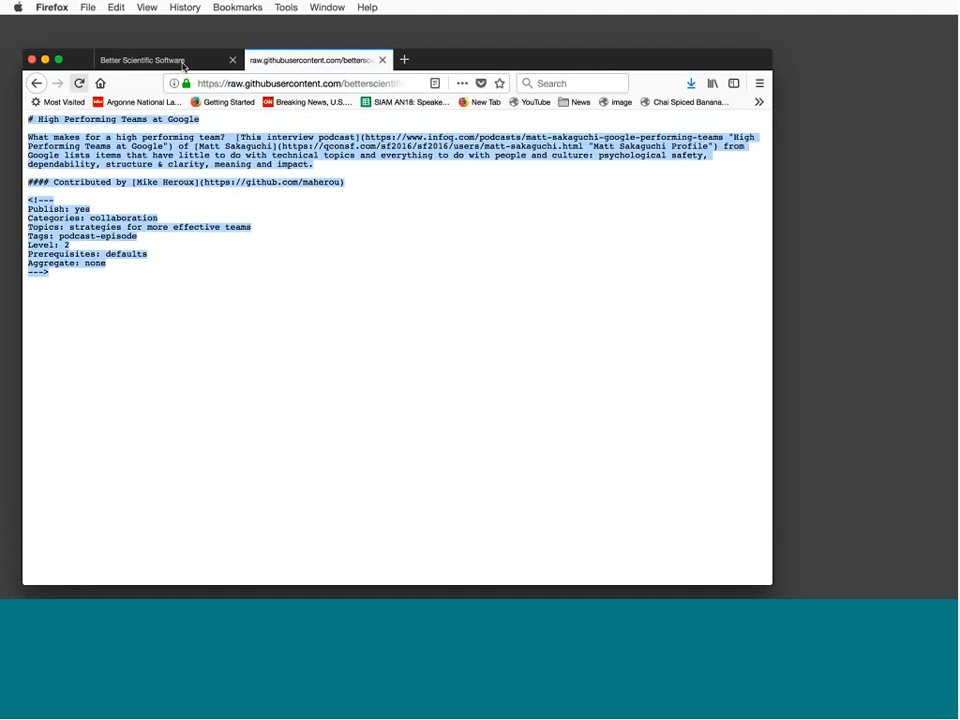 Firefox File Edit View History Bookmarks Tools Window Help
Better Scientific Software raw.githubusercontent.com/bettersc
https://raw.githubusercontent.com/betterscientific Search
Most Visited Argonne National La... Getting Started Breaking News, U.S.... SIAM AN18: Speake... New Tab YouTube News image Chai Spiced Banana...
# High Performing Teams at Google
What makes for a high performing team? [This interview podcast](https://www.infoq.com/podcasts/matt-sakaguchi-google-performing-teams "High
Performing Teams at Google") of [Matt Sakaguchi](https://qconsf.com/sf2016/sf2016/users/matt-sakaguchi.html "Matt Sakaguchi Profile") from
Google lists items that have little to do with technical topics and everything to do with people and culture: psychological safety,
dependability, structure & clarity, meaning and impact.
#### Contributed by [Mike Heroux](https://github.com/maherou)
<!---
Publish: yes
Categories: collaboration
Topics: strategies for more effective teams
Tags: podcast-episode
Level: 2
Prerequisites: defaults
Aggregate: none
--->